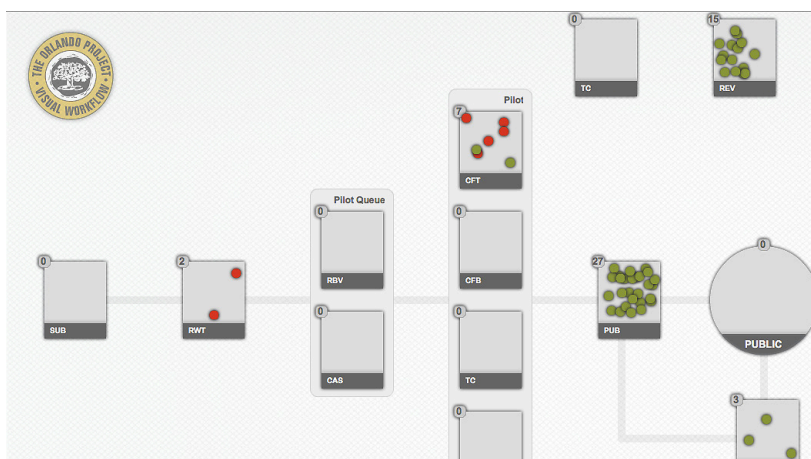 THE ORLANDO PROJECT
VISUAL WORKFLOW
0
TC
15
REV
Pilot
7
CFT
Pilot Queue
0
RBV
0
CFB
0
SUB
2
RWT
27
PUB
0
PUBLIC
0
CAS
0
TC
0
3